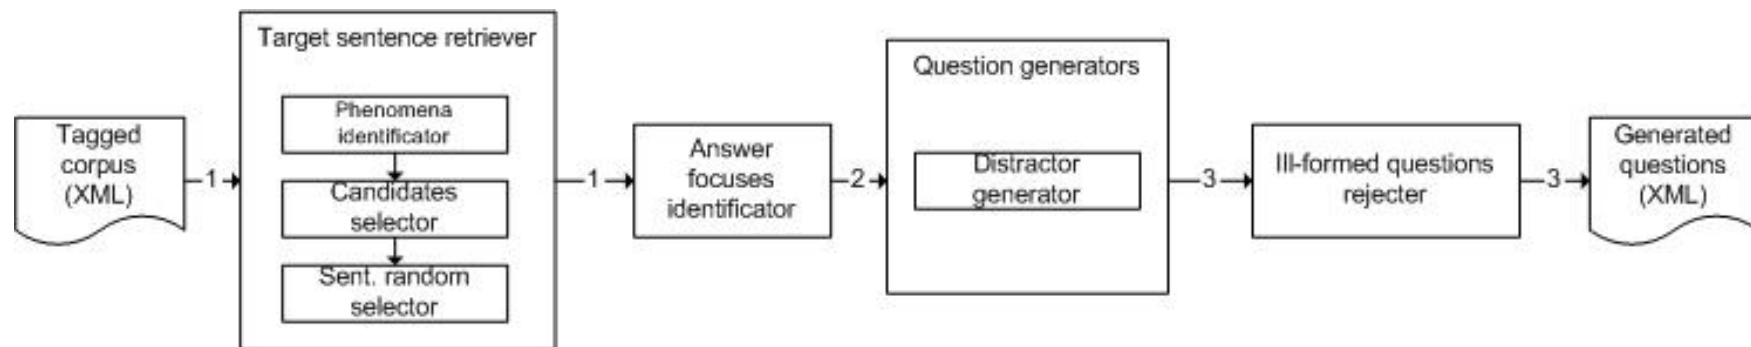 Tagged
corpus
(XML)
1
Target sentence retriever
Phenomena
identificator
Candidates
selector
Sent. random
selector
1
Answer
focuses
identificator
2
Question generators
Distractor
generator
3
Ill-formed questions
rejecter
3
Generated
questions
(XML)